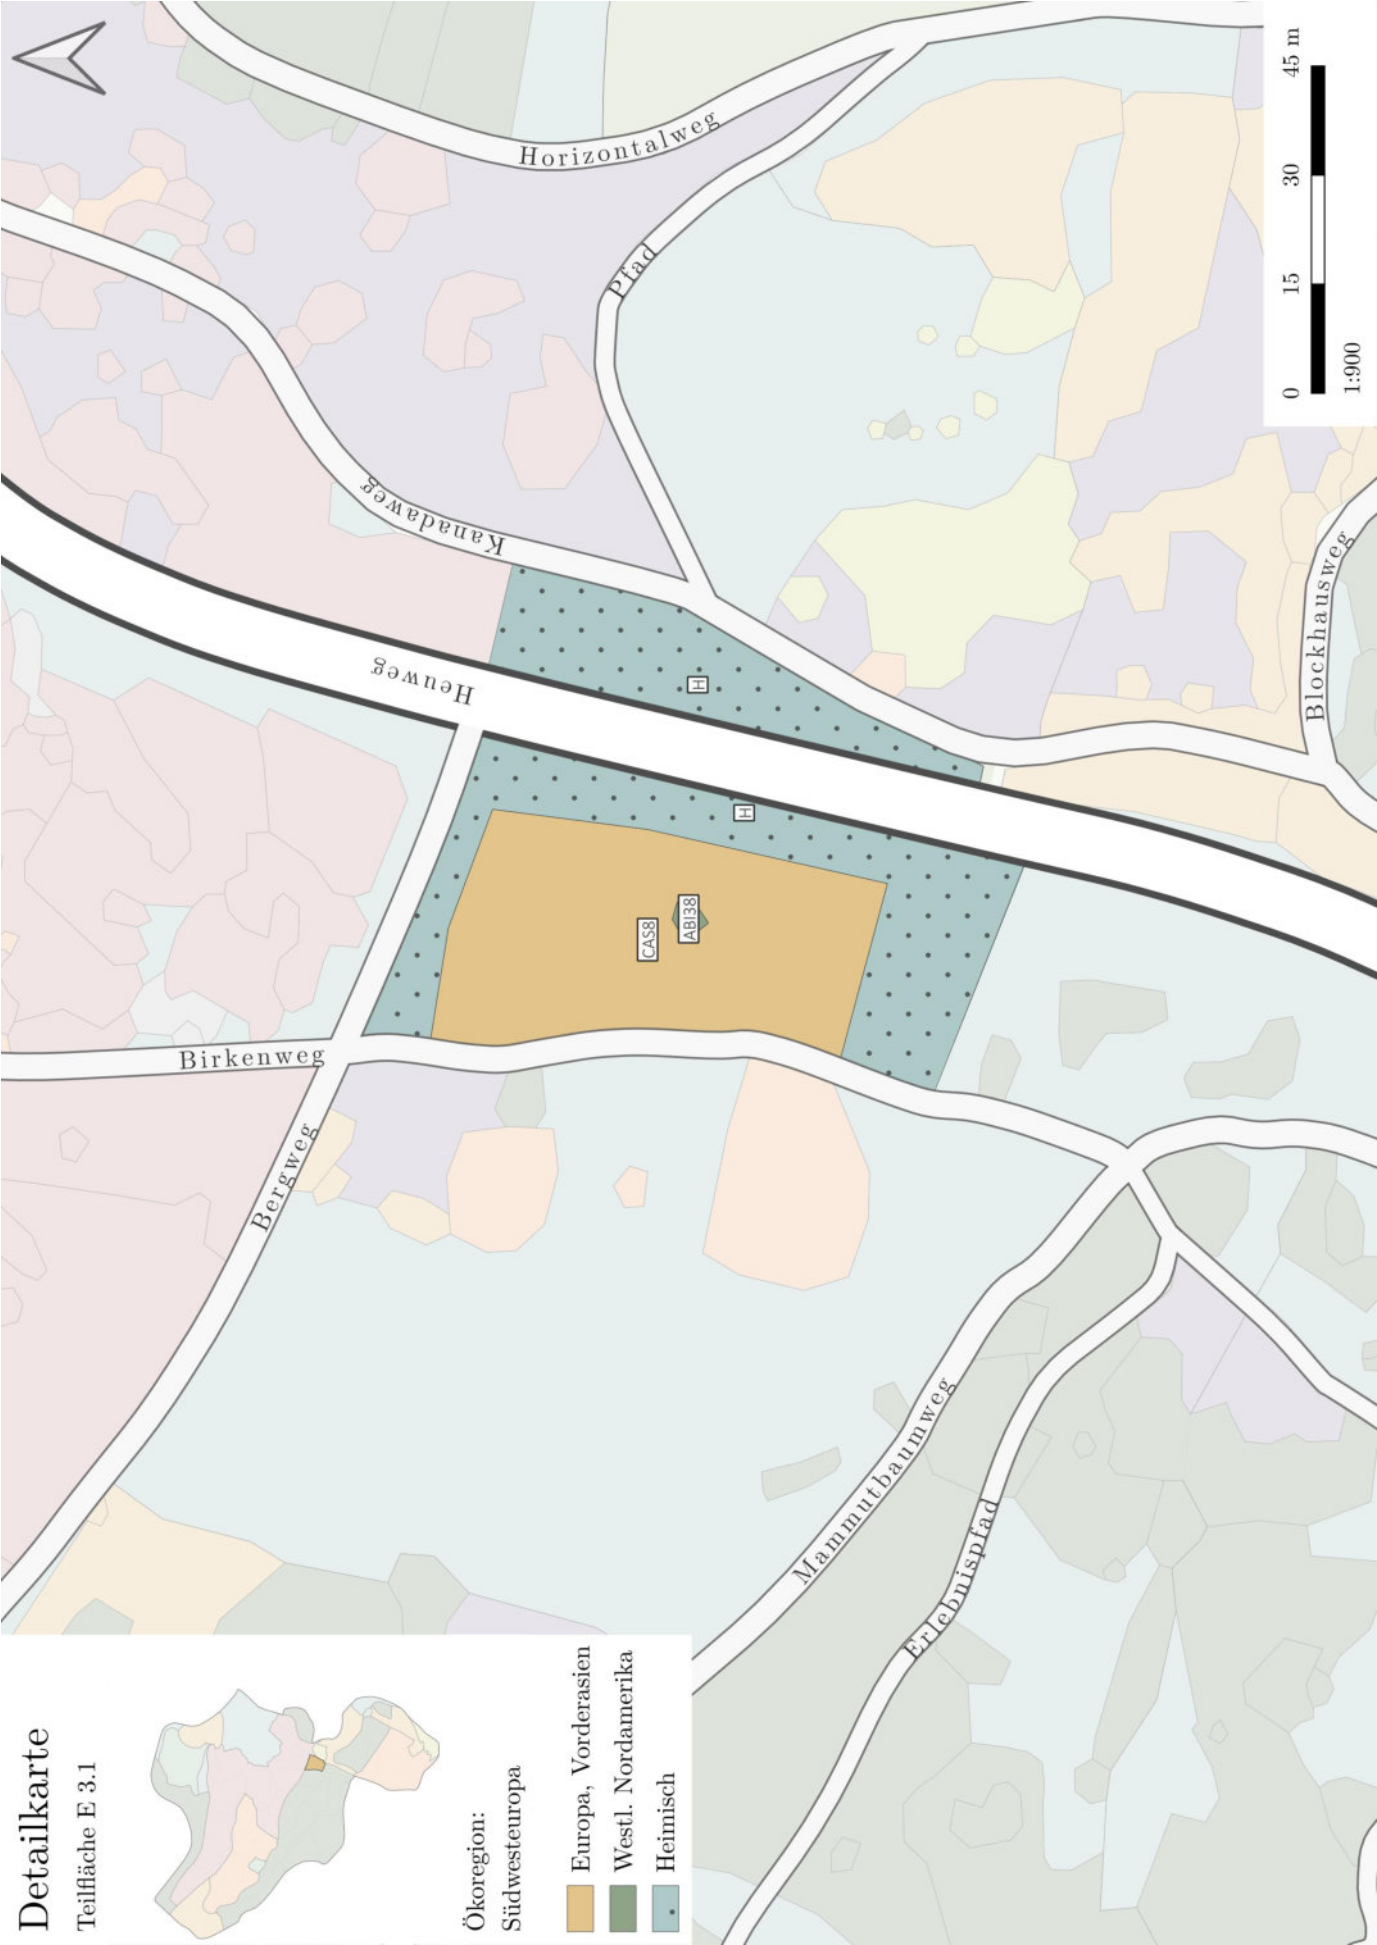 Detailkarte
Teilfläche E 3.1
Ökoregion:
Südwesteuropa
Europa, Vorderasien
Westl. Nordamerika
Heimisch
Bergweg
Birkenweg
Heuweg
Kanadaweg
Horizontalweg
Pfad
CAS8
ABI38
H
H
Mammutbaumweg
Erlebnispfad
Blockhausweg
0 15 30 45 m
1:900